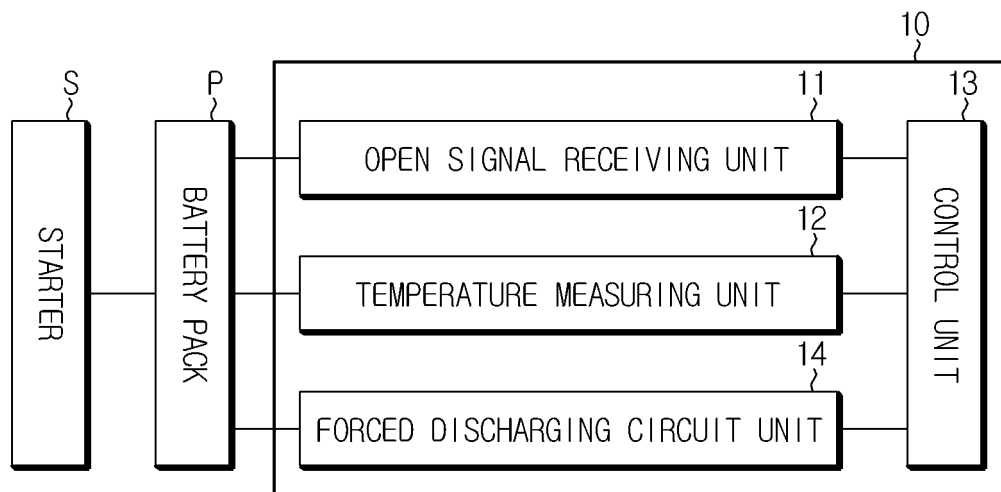 10
S
P
11
13
OPEN SIGNAL RECEIVING UNIT
12
STARTER
BATTERY PACK
TEMPERATURE MEASURING UNIT
CONTROL UNIT
14
FORCED DISCHARGING CIRCUIT UNIT